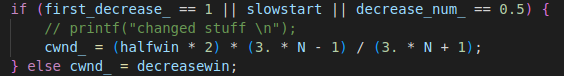 if (first_decrease_ == 1 || slowstart || decrease_num_ == 0.5) {
// printf("changed stuff \n");
cwnd_ = (halfwin * 2) * (3. * N - 1) / (3. * N + 1);
} else cwnd_ = decreasewin;